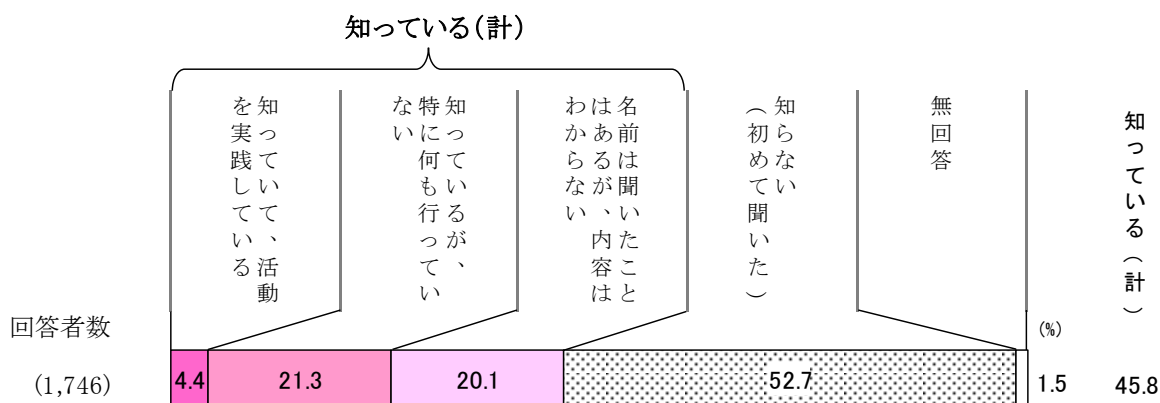 知っている(計)
知っていて、活動
を実践している
知っているが、
特に何も行ってい
ない
名前は聞いたこと
はあるが、内容は
わからない
知らない
(初めて聞いた)
無回答
知っている(計)
回答者数
(%)
(1,746)
4.4
21.3
20.1
52.7
1.5
45.8